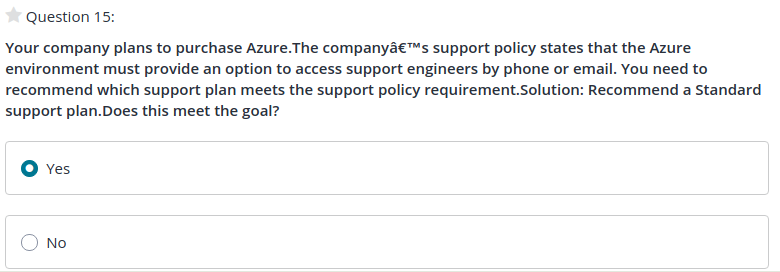 Question 15:
Your company plans to purchase Azure.The companyâ€™s support policy states that the Azure
environment must provide an option to access support engineers by phone or email. You need to
recommend which support plan meets the support policy requirement.Solution: Recommend a Standard
support plan.Does this meet the goal?
Yes
No